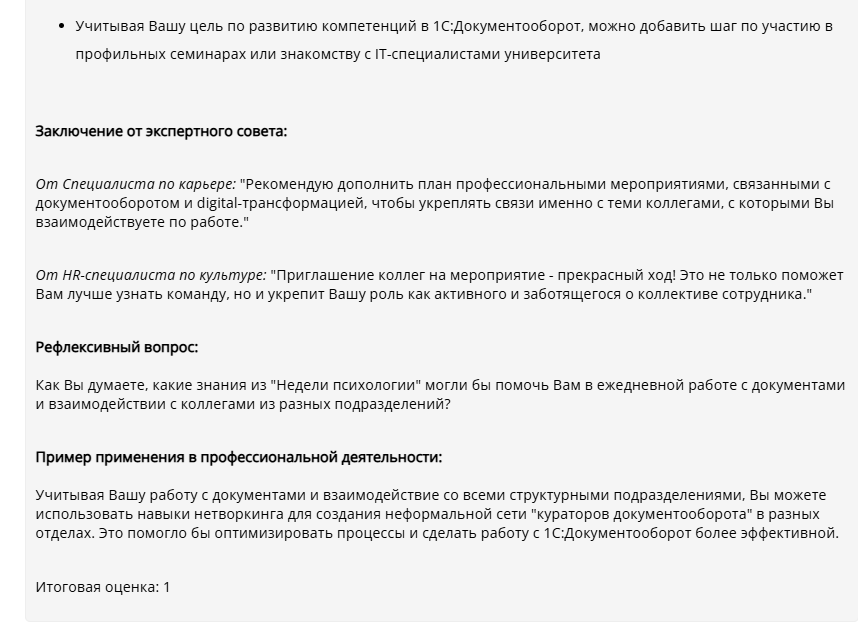 • Учитывая Вашу цель по развитию компетенций в 1С:Документооборот, можно добавить шаг по участию в
профильных семинарах или знакомству с IT-специалистами университета
Заключение от экспертного совета:
От Специалиста по карьере: "Рекомендую дополнить план профессиональными мероприятиями, связанными с
документооборотом и digital-трансформацией, чтобы укреплять связи именно с теми коллегами, с которыми Вы
взаимодействуете по работе."
От HR-специалиста по культуре: "Приглашение коллег на мероприятие - прекрасный ход! Это не только поможет
Вам лучше узнать команду, но и укрепит Вашу роль как активного и заботящегося о коллективе сотрудника."
Рефлексивный вопрос:
Как Вы думаете, какие знания из "Недели психологии" могли бы помочь Вам в ежедневной работе с документами
и взаимодействии с коллегами из разных подразделений?
Пример применения в профессиональной деятельности:
Учитывая Вашу работу с документами и взаимодействие со всеми структурными подразделениями, Вы можете
использовать навыки нетворкинга для создания неформальной сети "кураторов документооборота" в разных
отделах. Это помогло бы оптимизировать процессы и сделать работу с 1С:Документооборот более эффективной.
Итоговая оценка: 1